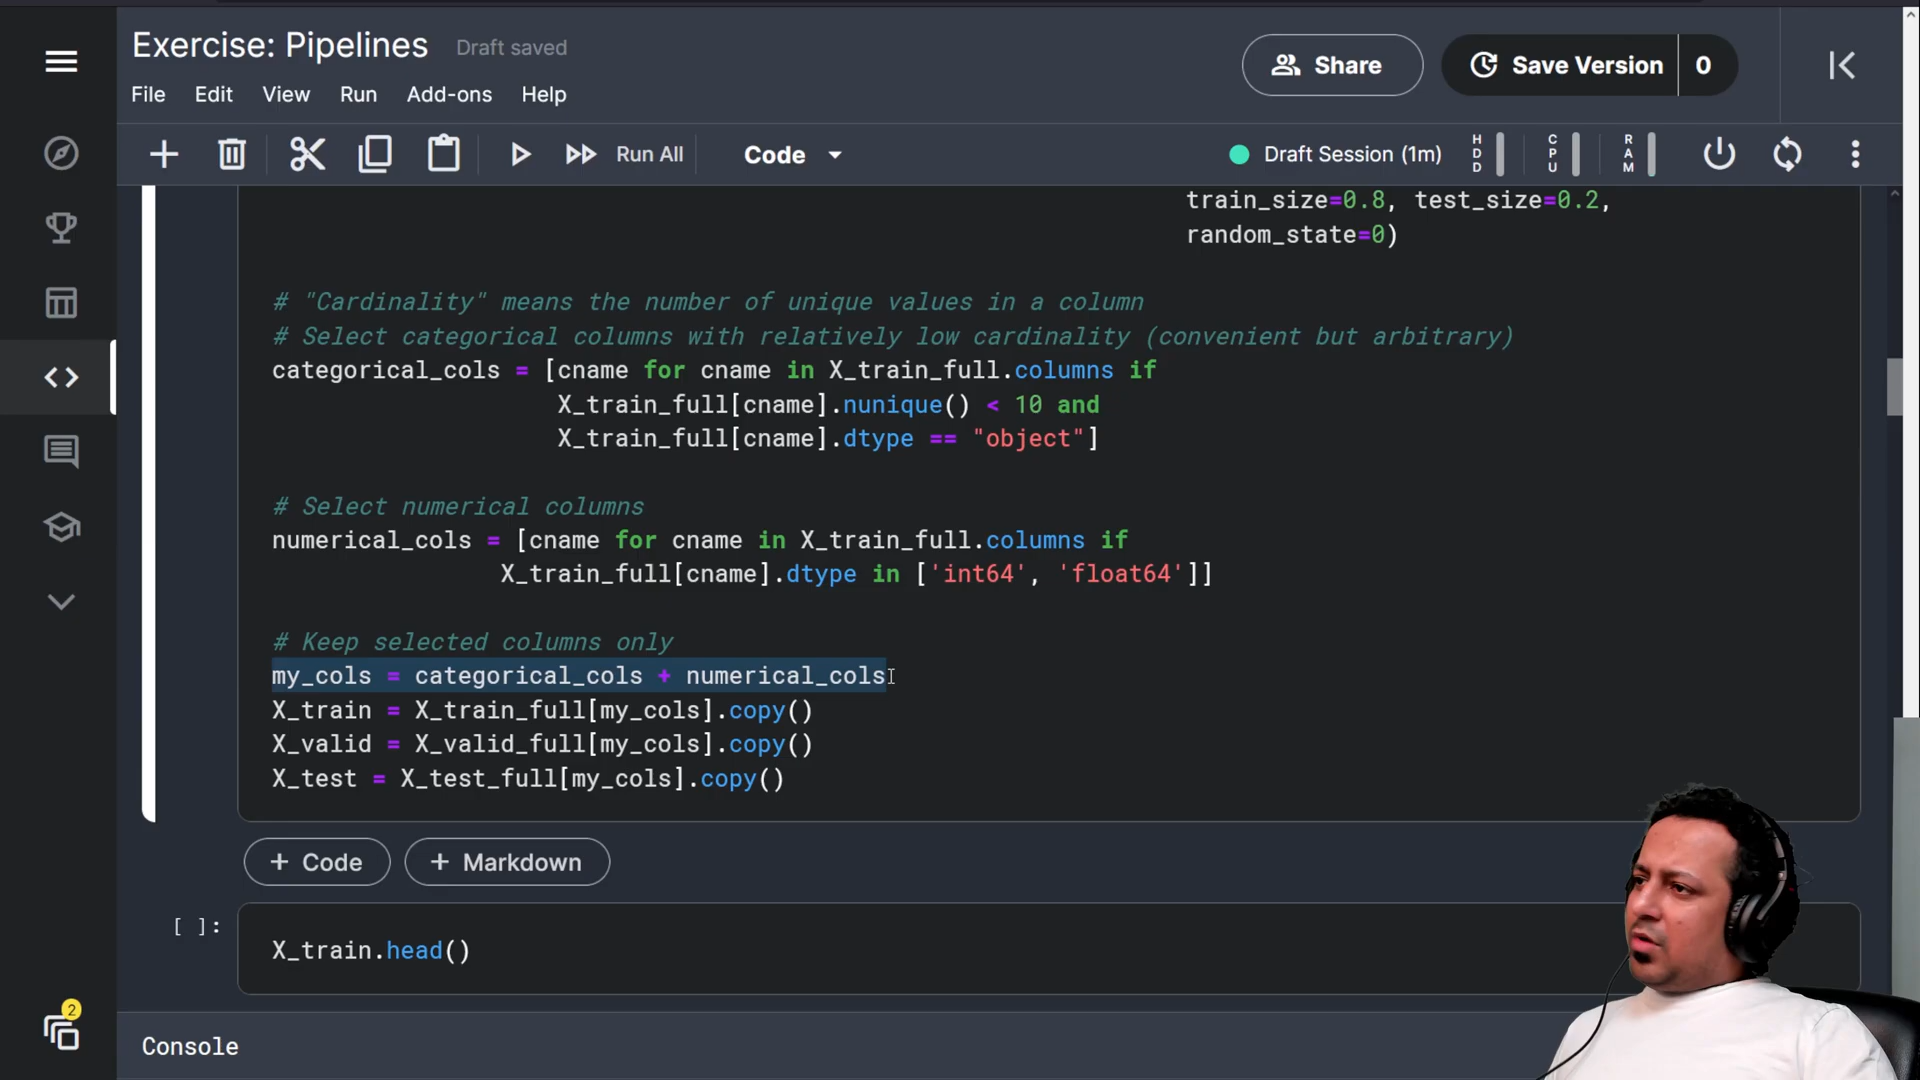 Exercise: Pipelines Draft saved
Share
Save Version 0
File Edit View Run Add-ons Help
Run All Code
Draft Session (1m) HDD CPU RAM
train_size=0.8, test_size=0.2,
random_state=0)
# "Cardinality" means the number of unique values in a column
# Select categorical columns with relatively low cardinality (convenient but arbitrary)
categorical_cols = [cname for cname in X_train_full.columns if
X_train_full[cname].nunique() < 10 and
X_train_full[cname].dtype == "object"]
# Select numerical columns
numerical_cols = [cname for cname in X_train_full.columns if
X_train_full[cname].dtype in ['int64', 'float64']]
# Keep selected columns only
my_cols = categorical_cols + numerical_cols
X_train = X_train_full[my_cols].copy()
X_valid = X_valid_full[my_cols].copy()
X_test = X_test_full[my_cols].copy()
+ Code + Markdown
[ ]:
X_train.head()
2
Console